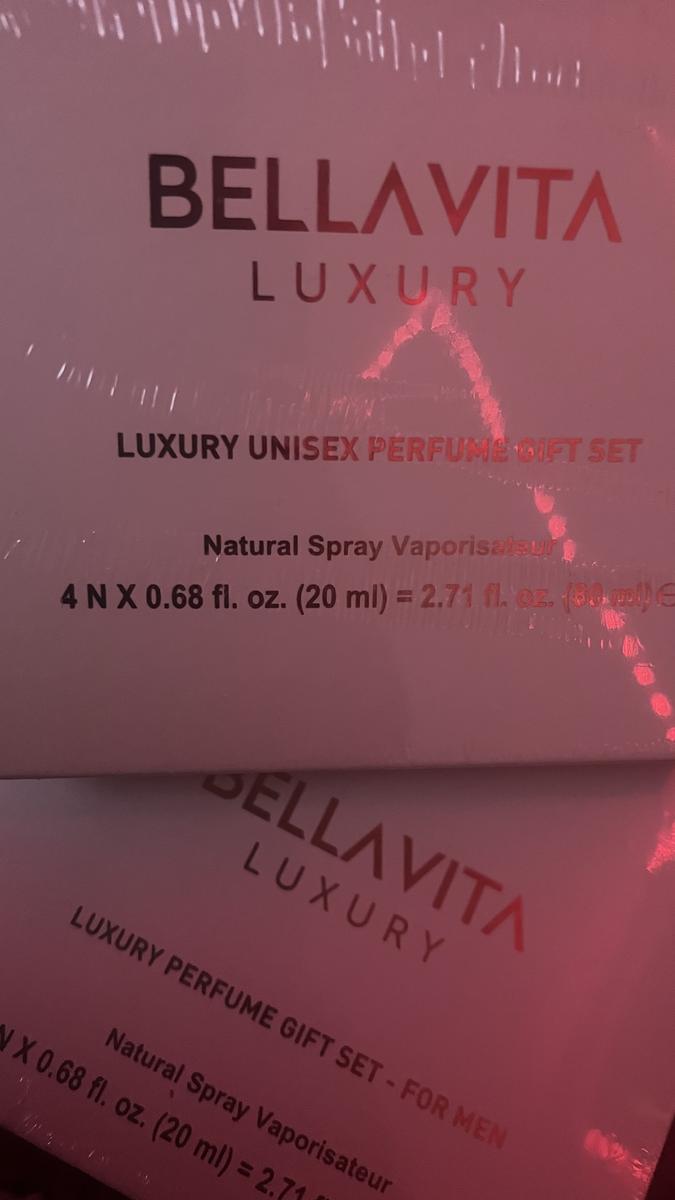 BELLAVITA
LUXURY
LUXURY UNISEX PERFUME GIFT SET
Natural Spray Vaporisateur
4 N X 0.68 fl. oz. (20 ml) = 2.71 fl. oz. (80 ml) ℮
BELLAVITA
LUXURY
LUXURY PERFUME GIFT SET - FOR MEN
Natural Spray Vaporisateur
N X 0.68 fl. oz. (20 ml) = 2.71